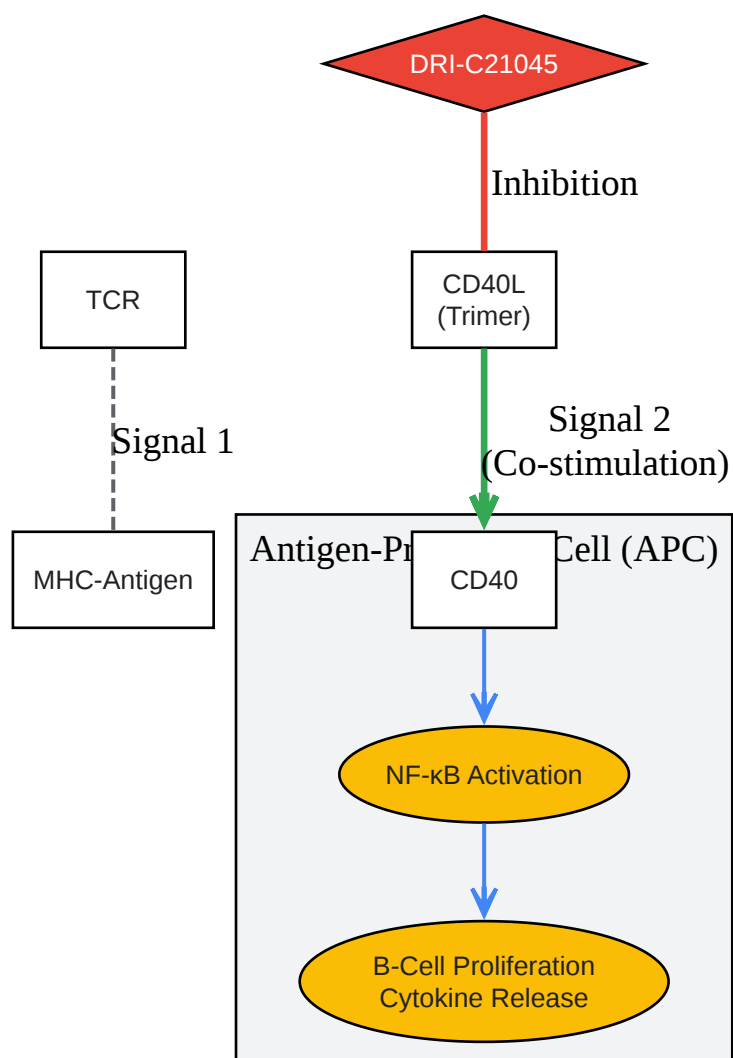 DRI-C21045
Inhibition
TCR
CD40L
(Trimer)
Signal 1
Signal 2
(Co-stimulation)
Antigen-Pr Cell (APC)
MHC-Antigen
CD40
NF-κB Activation
B-Cell Proliferation
Cytokine Release